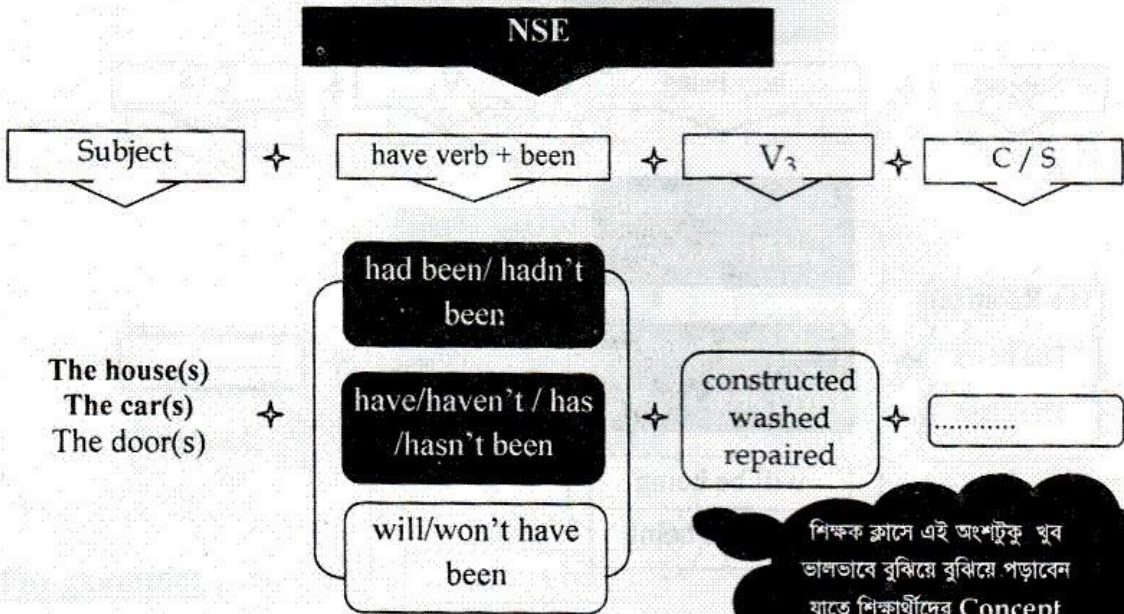 NSE
Subject
have verb + been
V₃
C / S
The house(s)
The car(s)
The door(s)
had been/ hadn't
been
have/haven't / has
/hasn't been
will/won't have
been
constructed
washed
repaired
...........
শিক্ষক ক্লাসে এই অংশটুকু খুব
ভালভাবে বুঝিয়ে বুঝিয়ে পড়াবেন
যাতে শিক্ষার্থীদের Concept